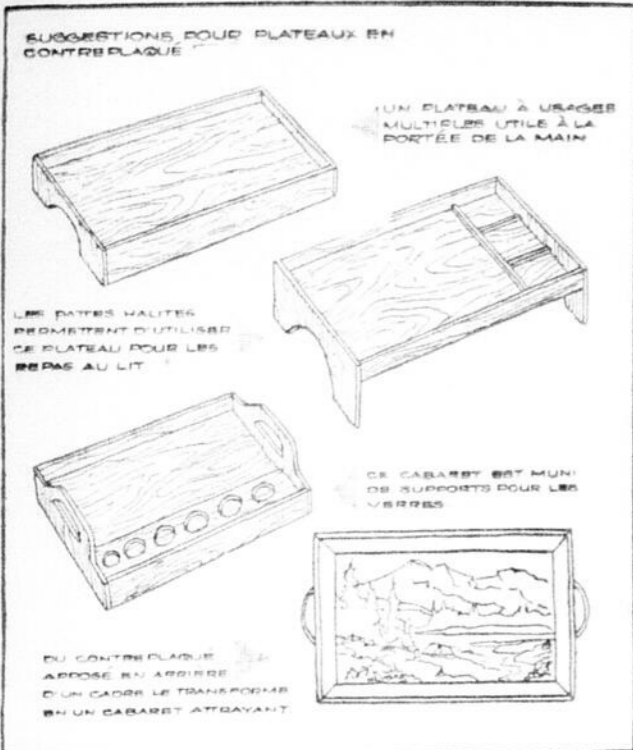 SUGGESTIONS POUR PLATEAUX EN
CONTREPLAQUÉ
UN PLATEAU À USAGES
MULTIPLES UTILE À LA
PORTÉE DE LA MAIN
LES PATTES HAUTES
PERMETTENT D'UTILISER
CE PLATEAU POUR LES
REPAS AU LIT
CE CABARET EST MUNI
DE SUPPORTS POUR LES
VERRES
DU CONTREPLAQUÉ
APPOSÉ EN ARRIÈRE
D'UN CADRE LE TRANSFORME
EN UN CABARET ATTRAYANT.